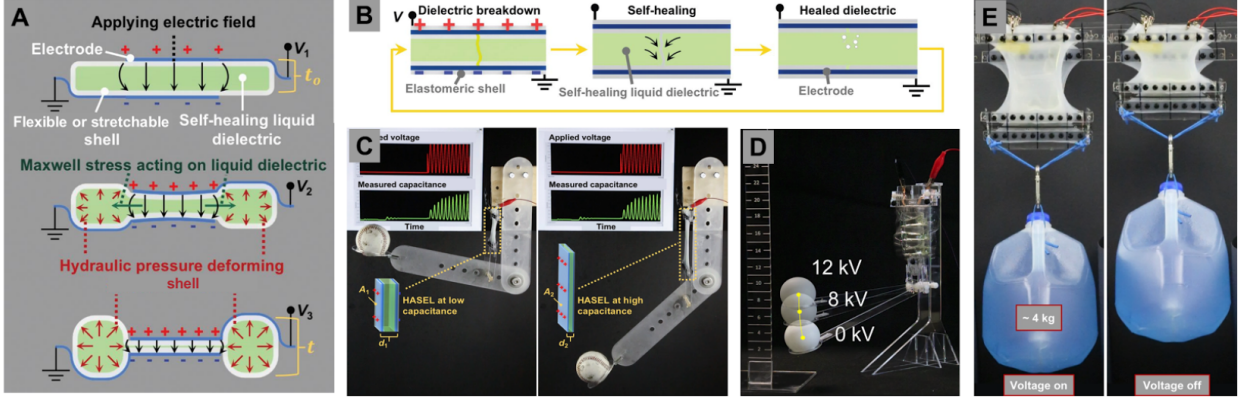 A
Applying electric field
Electrode
V1
to
Flexible or stretchable
shell
Self-healing liquid
dielectric
Maxwell stress acting on liquid dielectric
V2
Hydraulic pressure deforming
shell
V3
t
B
V
Dielectric breakdown
Self-healing
Healed dielectric
Elastomeric shell
Self-healing liquid dielectric
Electrode
C
ed voltage
Measured capacitance
Time
A1
HASEL at low
capacitance
d1
Applied voltage
Measured capacitance
Time
A2
HASEL at high
capacitance
d2
D
12 kV
8 kV
0 kV
E
~ 4 kg
Voltage on
Voltage off